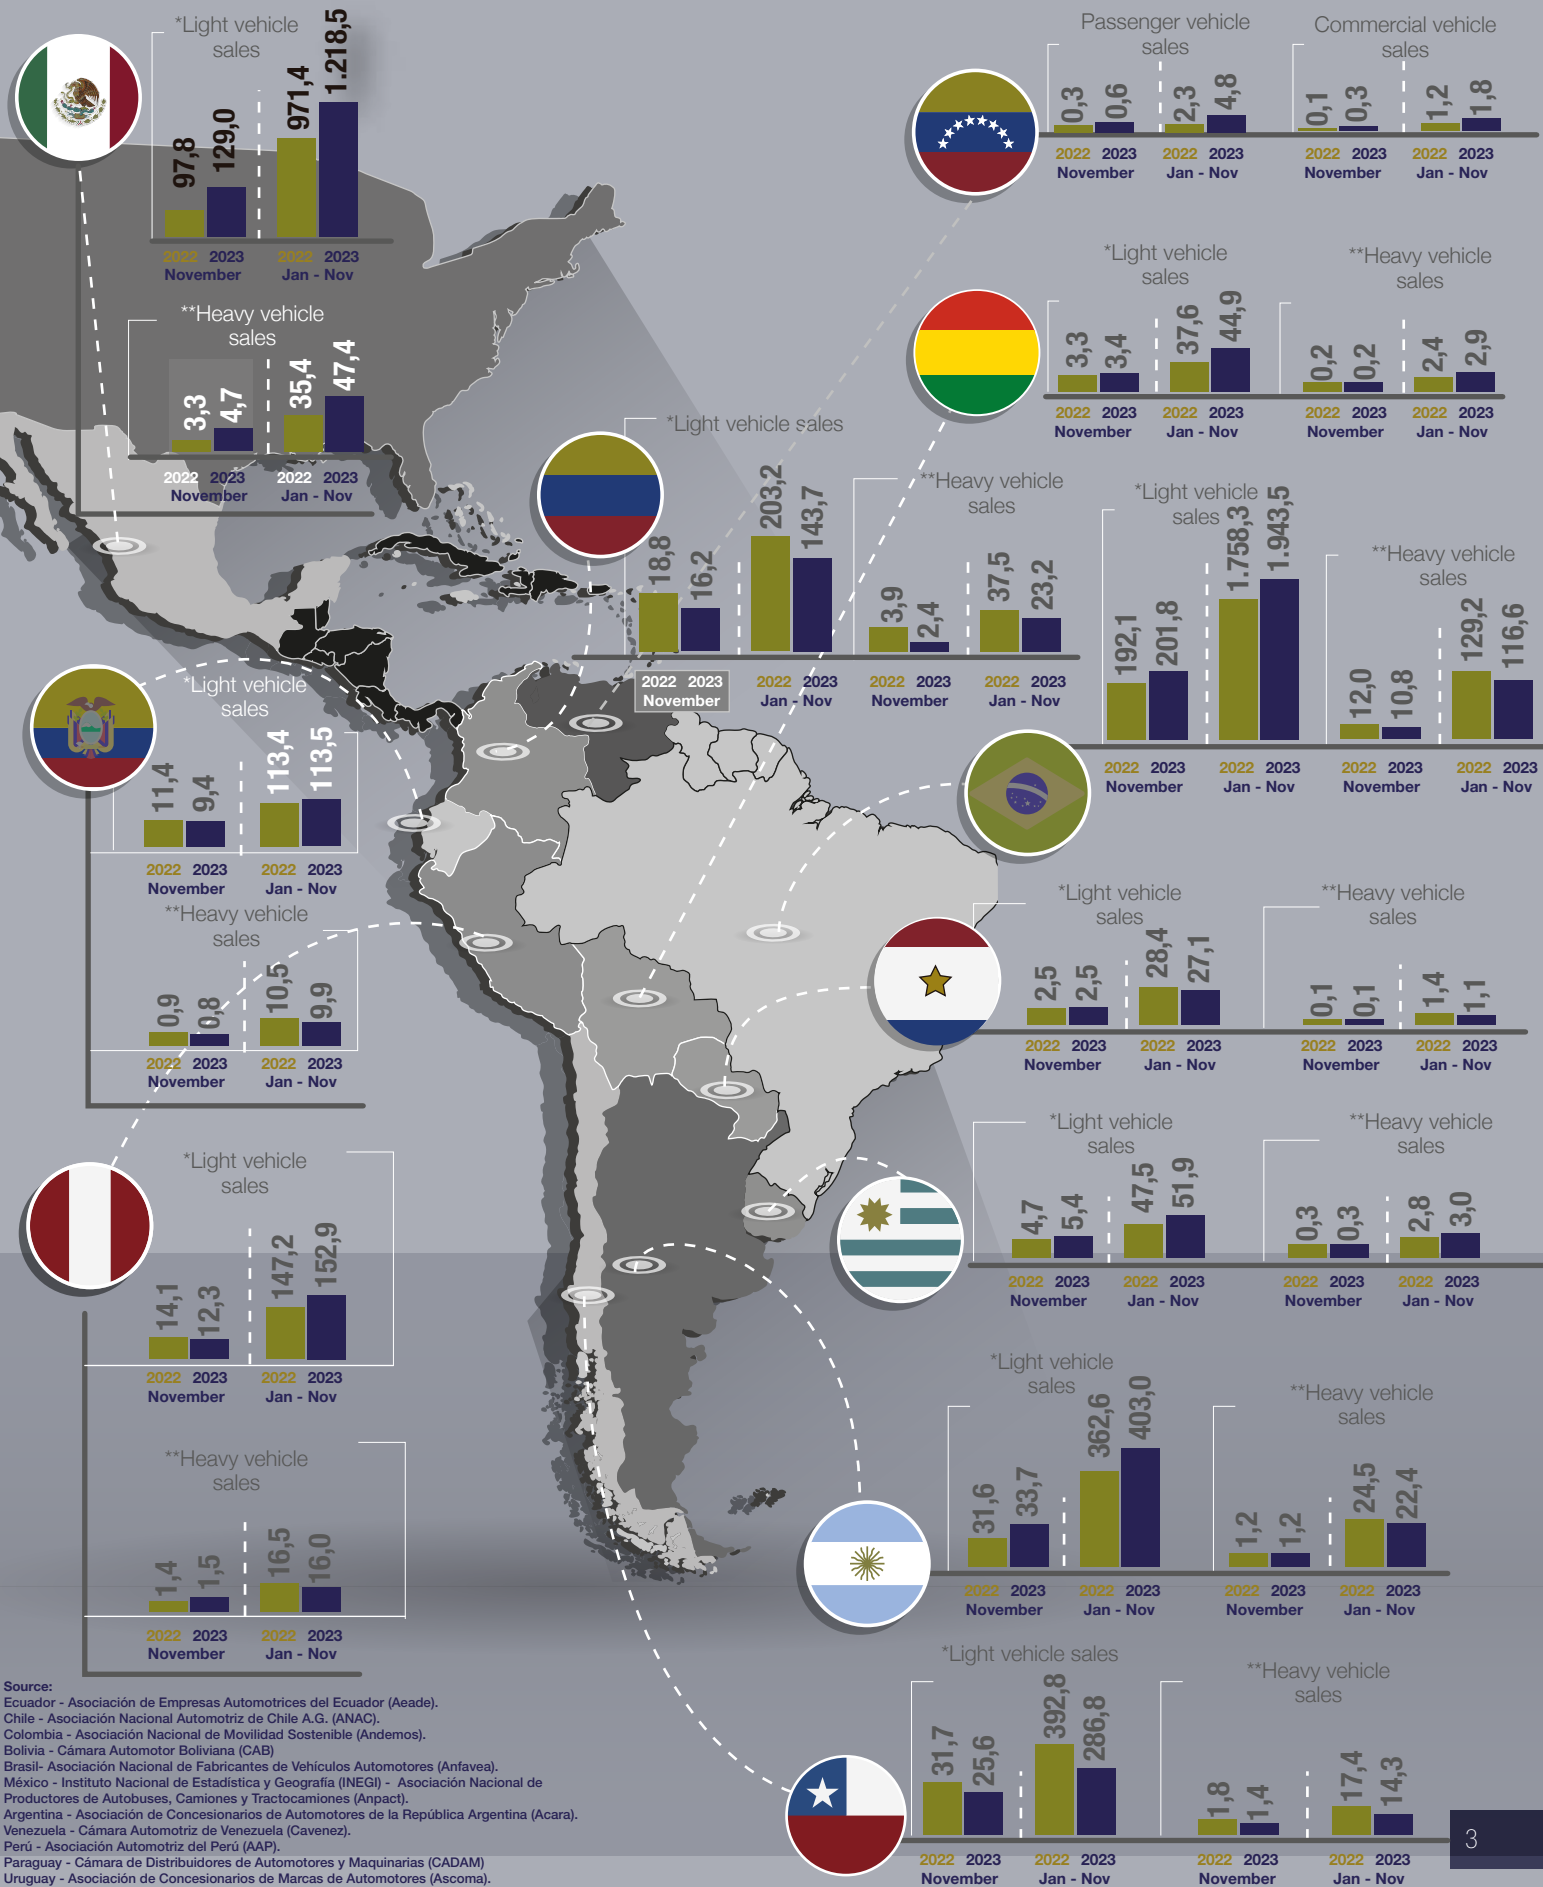 *Light vehicle
sales
97,8
129,0
971,4
1.218,5
2022 2023 2022 2023
November Jan - Nov
**Heavy vehicle
sales
3,3
4,7
35,4
47,4
2022 2023 2022 2023
November Jan - Nov
Passenger vehicle
sales
0,3
0,6
2,3
4,8
2022 2023 2022 2023
November Jan - Nov
Commercial vehicle
sales
0,1
0,3
1,2
1,8
2022 2023 2022 2023
November Jan - Nov
*Light vehicle
sales
3,3
3,4
37,6
44,9
2022 2023 2022 2023
November Jan - Nov
**Heavy vehicle
sales
0,2
0,2
2,4
2,9
2022 2023 2022 2023
November Jan - Nov
*Light vehicle sales
18,8
16,2
203,2
143,7
2022 2023 2022 2023
November Jan - Nov
**Heavy vehicle
sales
3,9
2,4
37,5
23,2
2022 2023 2022 2023
November Jan - Nov
*Light vehicle
sales
192,1
201,8
1.758,3
1.943,5
2022 2023 2022 2023
November Jan - Nov
**Heavy vehicle
sales
12,0
10,8
129,2
116,6
2022 2023 2022 2023
November Jan - Nov
*Light vehicle
sales
11,4
9,4
113,4
113,5
2022 2023 2022 2023
November Jan - Nov
**Heavy vehicle
sales
0,9
0,8
10,5
9,9
2022 2023 2022 2023
November Jan - Nov
*Light vehicle
sales
2,5
2,5
28,4
27,1
2022 2023 2022 2023
November Jan - Nov
**Heavy vehicle
sales
0,1
0,1
1,4
1,1
2022 2023 2022 2023
November Jan - Nov
*Light vehicle
sales
4,7
5,4
47,5
51,9
2022 2023 2022 2023
November Jan - Nov
**Heavy vehicle
sales
0,3
0,3
2,8
3,0
2022 2023 2022 2023
November Jan - Nov
*Light vehicle
sales
14,1
12,3
147,2
152,9
2022 2023 2022 2023
November Jan - Nov
**Heavy vehicle
sales
1,4
1,5
16,5
16,0
2022 2023 2022 2023
November Jan - Nov
*Light vehicle
sales
31,6
33,7
362,6
403,0
2022 2023 2022 2023
November Jan - Nov
**Heavy vehicle
sales
1,2
1,2
24,5
22,4
2022 2023 2022 2023
November Jan - Nov
*Light vehicle sales
31,7
25,6
392,8
286,8
2022 2023 2022 2023
November Jan - Nov
**Heavy vehicle
sales
1,8
1,4
17,4
14,3
2022 2023 2022 2023
November Jan - Nov
Source:
Ecuador - Asociación de Empresas Automotrices del Ecuador (Aeade).
Chile - Asociación Nacional Automotriz de Chile A.G. (ANAC).
Colombia - Asociación Nacional de Movilidad Sostenible (Andemos).
Bolivia - Cámara Automotor Boliviana (CAB)
Brasil- Asociación Nacional de Fabricantes de Vehículos Automotores (Anfavea).
México - Instituto Nacional de Estadística y Geografía (INEGI) - Asociación Nacional de
Productores de Autobuses, Camiones y Tractocamiones (Anpact).
Argentina - Asociación de Concesionarios de Automotores de la República Argentina (Acara).
Venezuela - Cámara Automotriz de Venezuela (Cavenez).
Perú - Asociación Automotriz del Perú (AAP).
Paraguay - Cámara de Distribuidores de Automotores y Maquinarias (CADAM)
Uruguay - Asociación de Concesionarios de Marcas de Automotores (Ascoma).
3